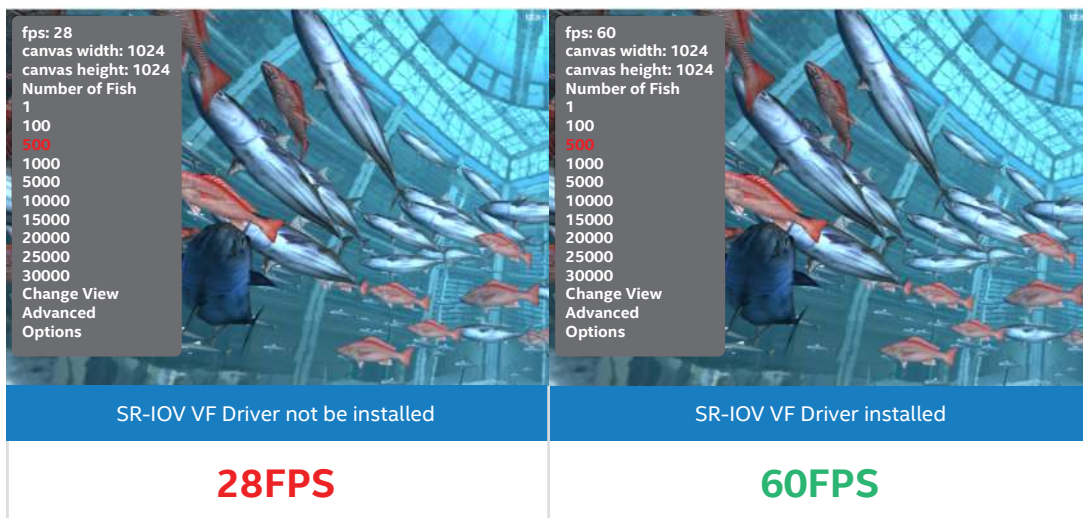 fps: 28
canvas width: 1024
canvas height: 1024
Number of Fish
1
100
500
1000
5000
10000
15000
20000
25000
30000
Change View
Advanced
Options
fps: 60
canvas width: 1024
canvas height: 1024
Number of Fish
1
100
500
1000
5000
10000
15000
20000
25000
30000
Change View
Advanced
Options
SR-IOV VF Driver not be installed
SR-IOV VF Driver installed
28FPS
60FPS